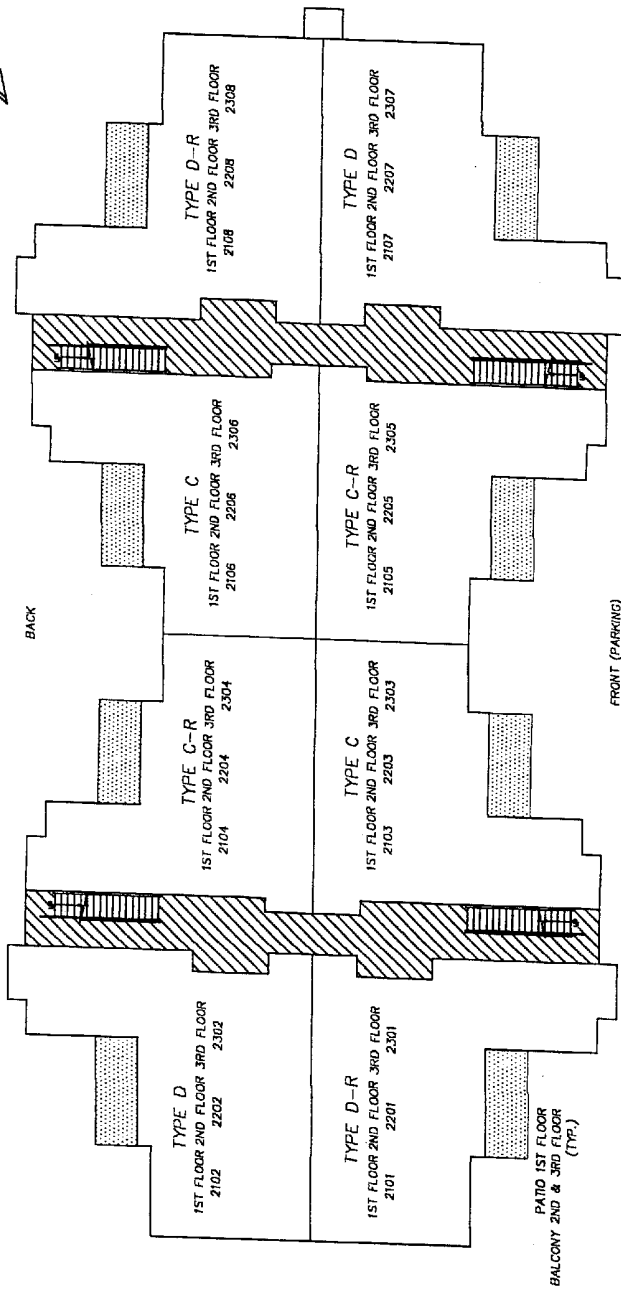 BACK
TYPE D
1ST FLOOR 2ND FLOOR 3RD FLOOR
2102 2202 2302
TYPE C-R
1ST FLOOR 2ND FLOOR 3RD FLOOR
2104 2204 2304
TYPE C
1ST FLOOR 2ND FLOOR 3RD FLOOR
2106 2206 2306
TYPE D-R
1ST FLOOR 2ND FLOOR 3RD FLOOR
2108 2208 2308
TYPE D-R
1ST FLOOR 2ND FLOOR 3RD FLOOR
2101 2201 2301
TYPE C
1ST FLOOR 2ND FLOOR 3RD FLOOR
2103 2203 2303
TYPE C-R
1ST FLOOR 2ND FLOOR 3RD FLOOR
2105 2205 2305
TYPE D
1ST FLOOR 2ND FLOOR 3RD FLOOR
2107 2207 2307
PATIO 1ST FLOOR
BALCONY 2ND & 3RD FLOOR
(TYP.)
FRONT (PARKING)